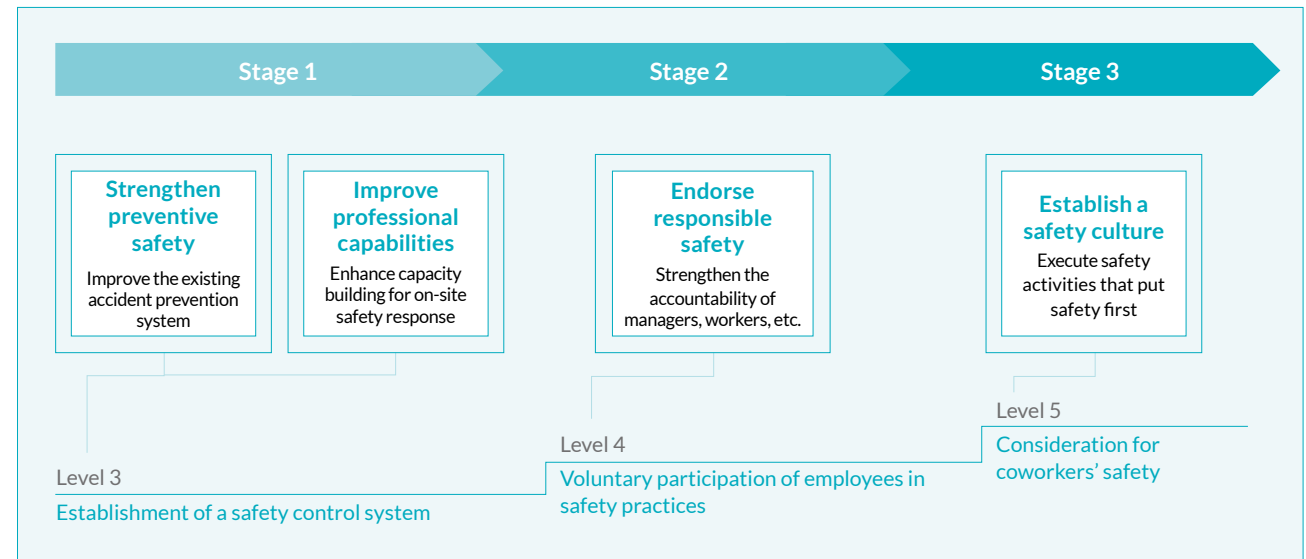 Stage 1
Stage 2
Stage 3
Strengthen
preventive
safety
Improve the existing
accident prevention
system
Improve
professional
capabilities
Enhance capacity
building for on-site
safety response
Endorse
responsible
safety
Strengthen the
accountability of
managers, workers, etc.
Establish a
safety culture
Execute safety
activities that put
safety first
Level 3
Establishment of a safety control system
Level 4
Voluntary participation of employees in
safety practices
Level 5
Consideration for
coworkers’ safety